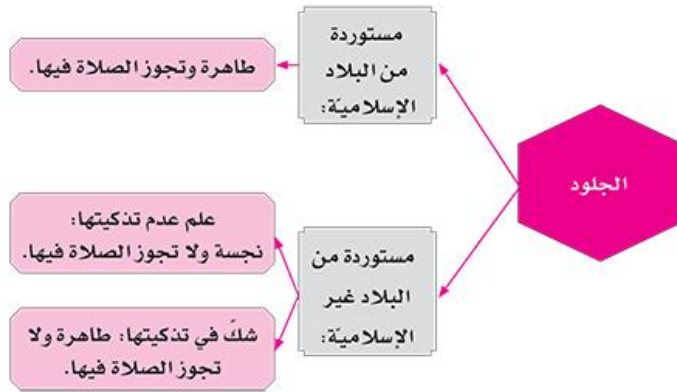 الجلود
مستوردة
من البلاد
الإسلاميّة:
طاهرة وتجوز الصلاة فيها.
مستوردة من
البلاد غير
الإسلاميّة:
علم عدم تذكيتها:
نجسة ولا تجوز الصلاة فيها.
شكّ في تذكيتها: طاهرة ولا
تجوز الصلاة فيها.